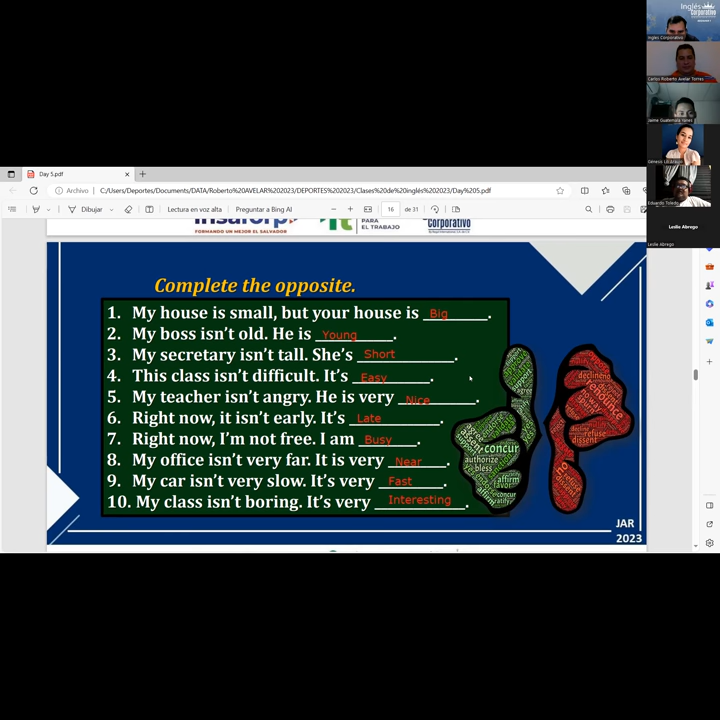 Inglés
Corporativo
Ingles Corporativo
Carlos Roberto Avelar Torres
Jaime Guatemala Yanes
Eduardo Toledo
Leslie Abrego
Leslie Abrego
Day 5.pdf
Archivo C:/Users/Deportes/Documents/DATA/Roberto%20AVELAR%202023/DEPORTES%202023/Clases%20de%20inglés%202023/Day%205.pdf
Dibujar Lectura en voz alta Preguntar a Bing AI 16 de 31
FORMANDO UN MEJOR EL SALVADOR
PARA
EL TRABAJO
Corporativo
Complete the opposite.
1. My house is small, but your house is Big.
2. My boss isn't old. He is Young.
3. My secretary isn't tall. She's Short.
4. This class isn't difficult. It's Easy.
5. My teacher isn't angry. He is very Nice.
6. Right now, it isn't early. It's Late.
7. Right now, I'm not free. I am Busy.
8. My office isn't very far. It is very Near.
9. My car isn't very slow. It's very Fast.
10. My class isn't boring. It's very Interesting.
concur
authorize
bless
affirm
favor
agree
decline
renounce
refuse
dissent
no
JAR
2023